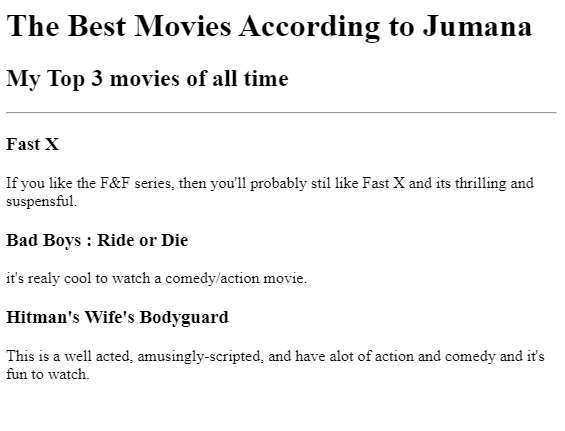 The Best Movies According to Jumana
My Top 3 movies of all time
Fast X
If you like the F&F series, then you'll probably stil like Fast X and its thrilling and
suspensful.
Bad Boys : Ride or Die
it's realy cool to watch a comedy/action movie.
Hitman's Wife's Bodyguard
This is a well acted, amusingly-scripted, and have alot of action and comedy and it's
fun to watch.